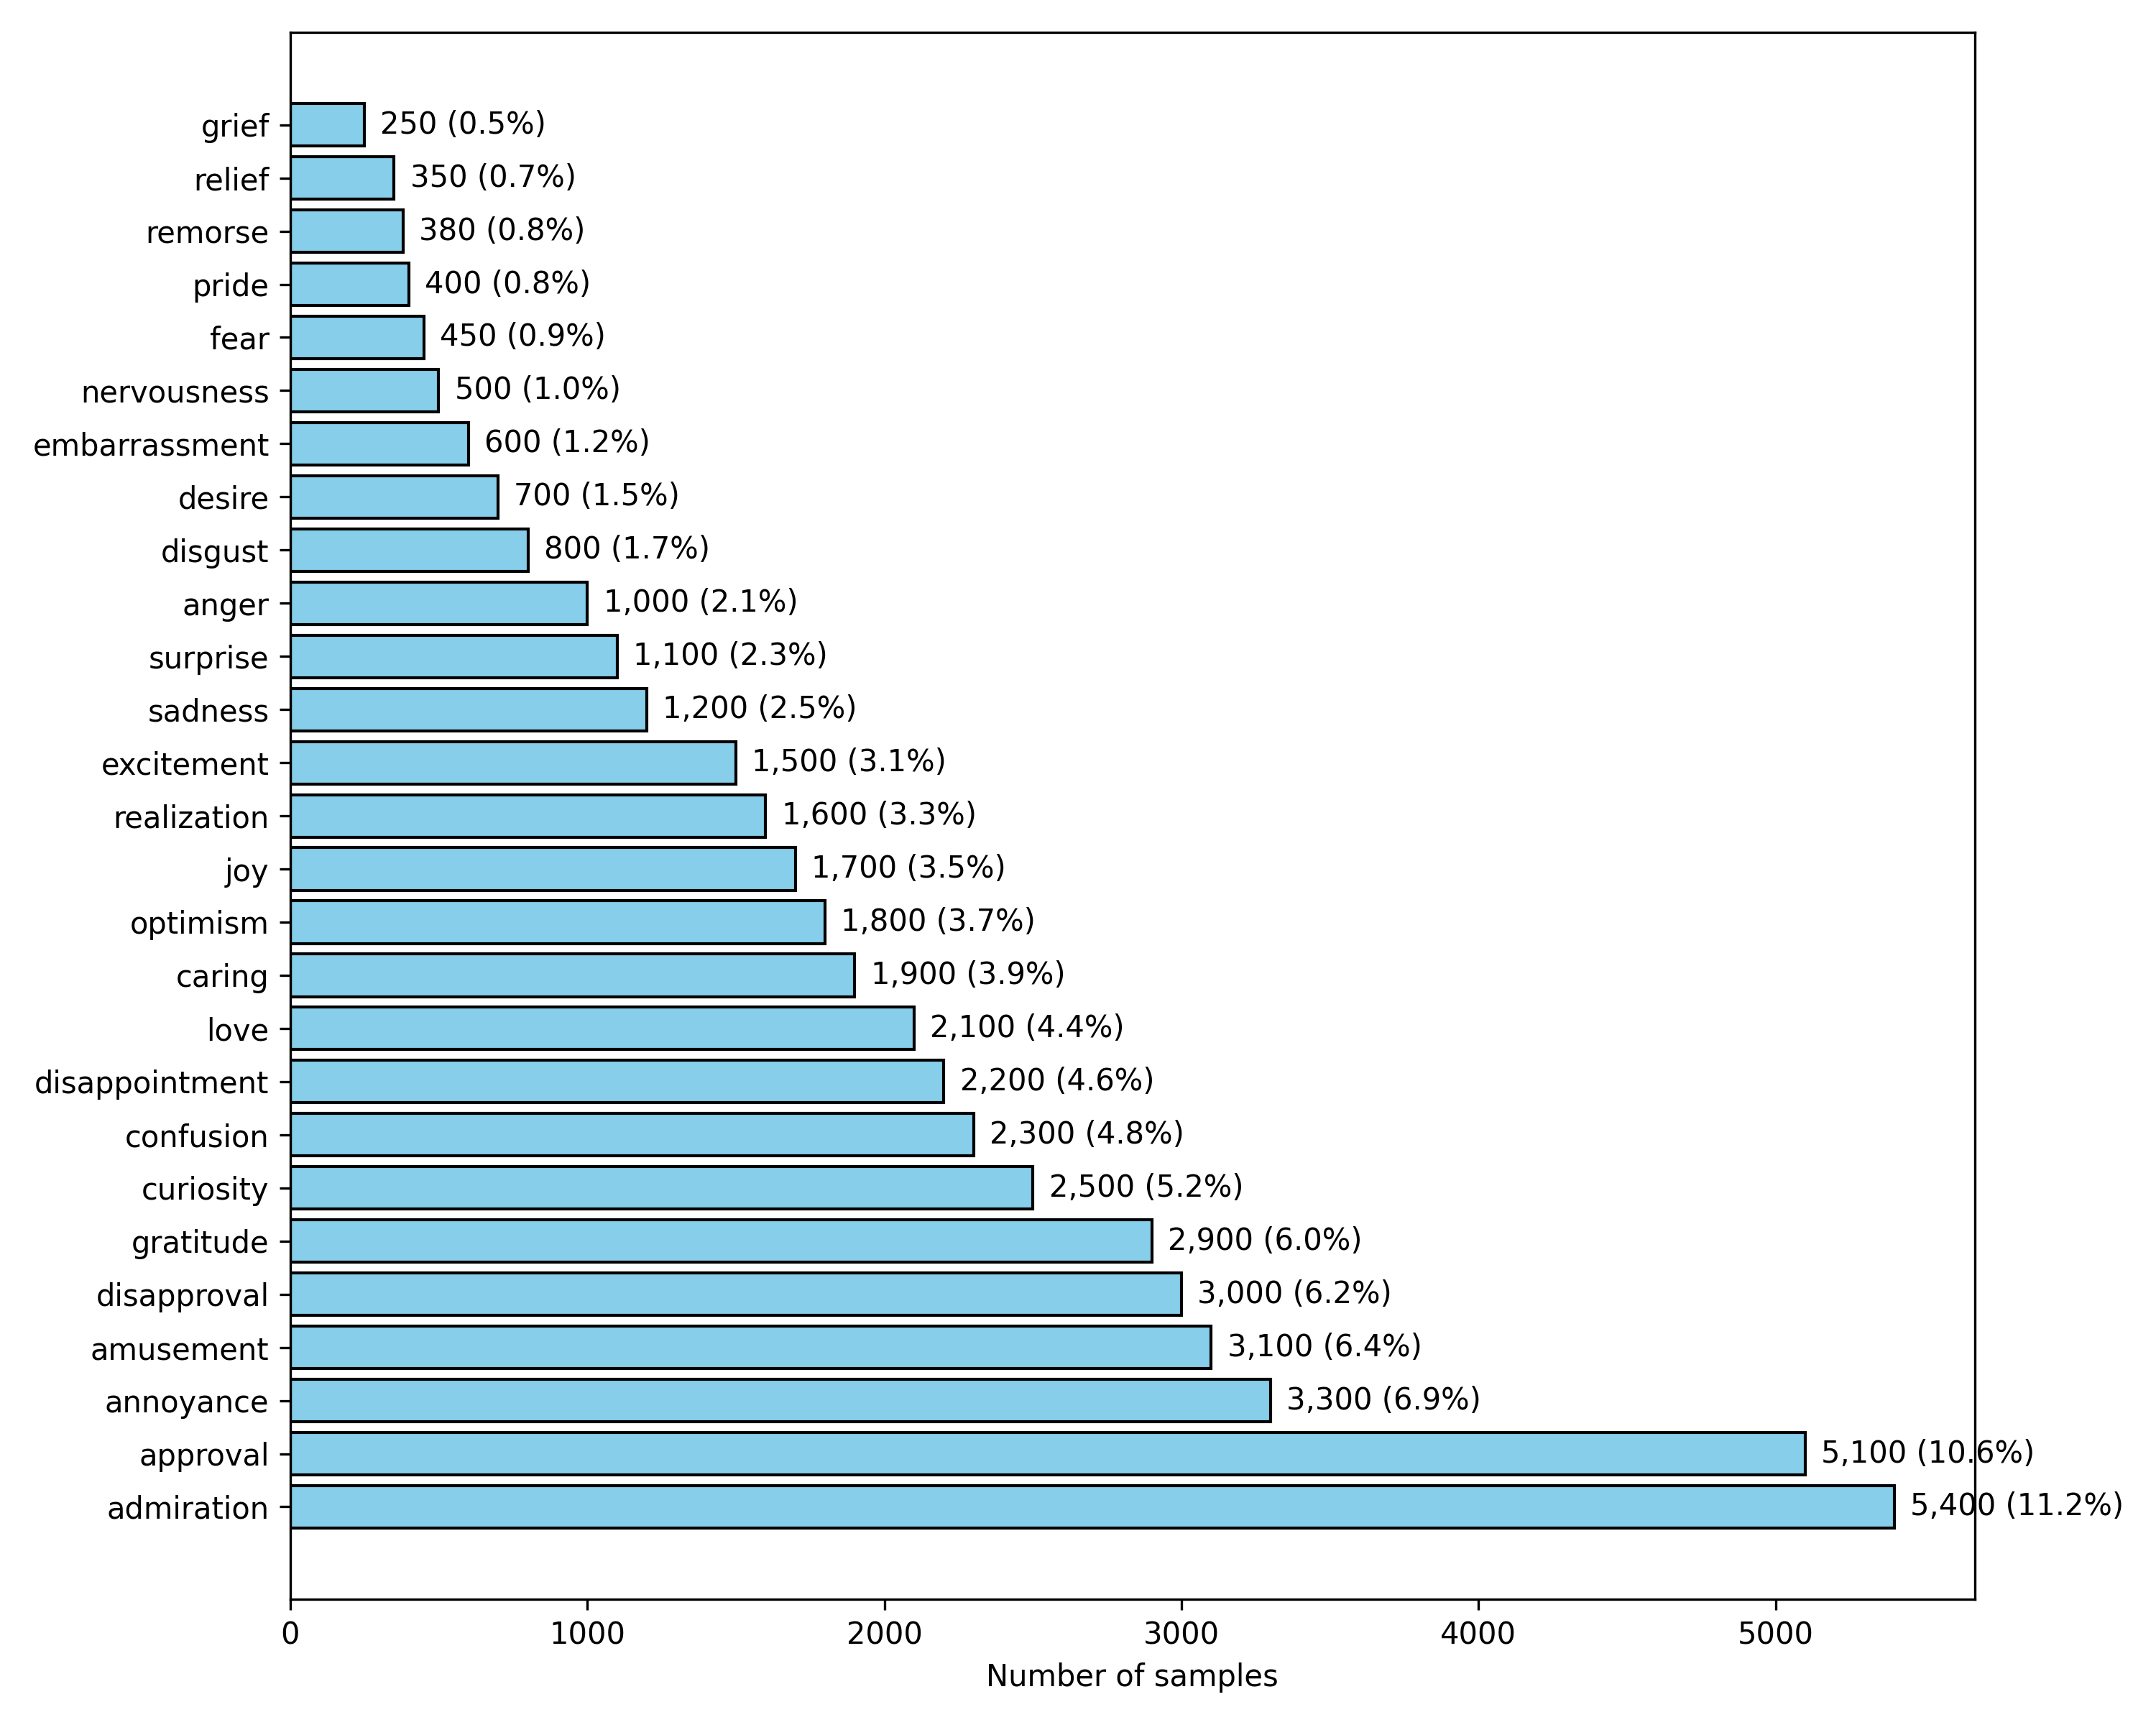 grief 250 (0.5%)
relief 350 (0.7%)
remorse 380 (0.8%)
pride 400 (0.8%)
fear 450 (0.9%)
nervousness 500 (1.0%)
embarrassment 600 (1.2%)
desire 700 (1.5%)
disgust 800 (1.7%)
anger 1,000 (2.1%)
surprise 1,100 (2.3%)
sadness 1,200 (2.5%)
excitement 1,500 (3.1%)
realization 1,600 (3.3%)
joy 1,700 (3.5%)
optimism 1,800 (3.7%)
caring 1,900 (3.9%)
love 2,100 (4.4%)
disappointment 2,200 (4.6%)
confusion 2,300 (4.8%)
curiosity 2,500 (5.2%)
gratitude 2,900 (6.0%)
disapproval 3,000 (6.2%)
amusement 3,100 (6.4%)
annoyance 3,300 (6.9%)
approval 5,100 (10.6%)
admiration 5,400 (11.2%)
0 1000 2000 3000 4000 5000
Number of samples